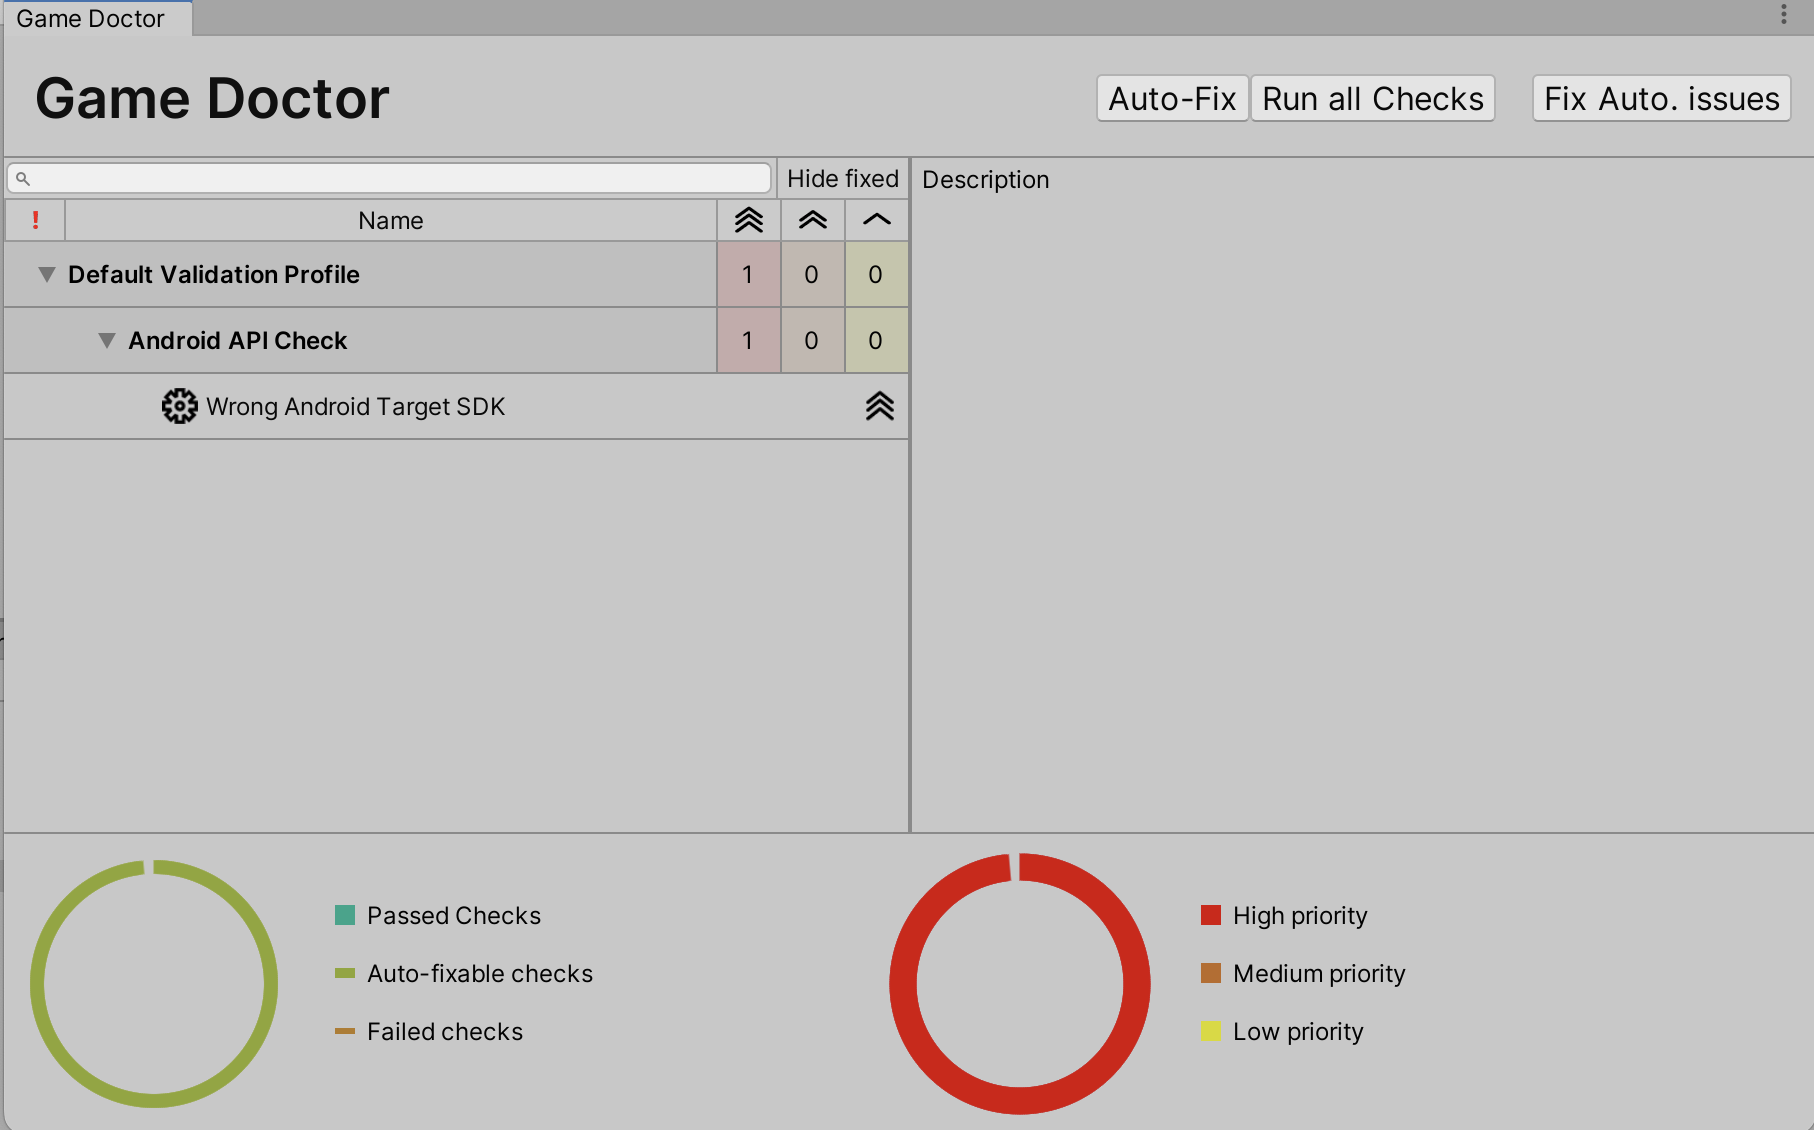 Game Doctor
Game Doctor
Auto-Fix Run all Checks Fix Auto. issues
Hide fixed
Description
! Name
Default Validation Profile 1 0 0
Android API Check 1 0 0
Wrong Android Target SDK
Passed Checks
Auto-fixable checks
Failed checks
High priority
Medium priority
Low priority